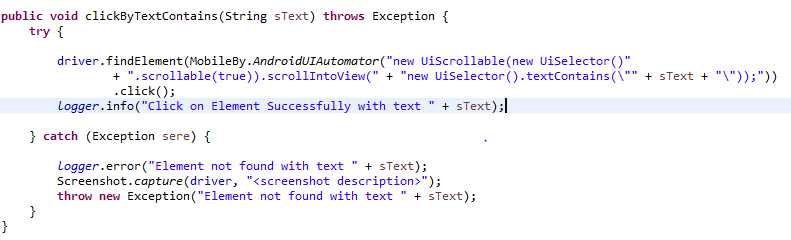 public void clickByTextContains(String sText) throws Exception {
try {
driver.findElement(MobileBy.AndroidUIAutomator("new UiScrollable(new UiSelector()"
+ ".scrollable(true)).scrollIntoView(" + "new UiSelector().textContains(\"" + sText + "\"));"))
.click();
logger.info("Click on Element Successfully with text " + sText);
} catch (Exception sere) {
logger.error("Element not found with text " + sText);
Screenshot.capture(driver, "<screenshot description>");
throw new Exception("Element not found with text " + sText);
}
}